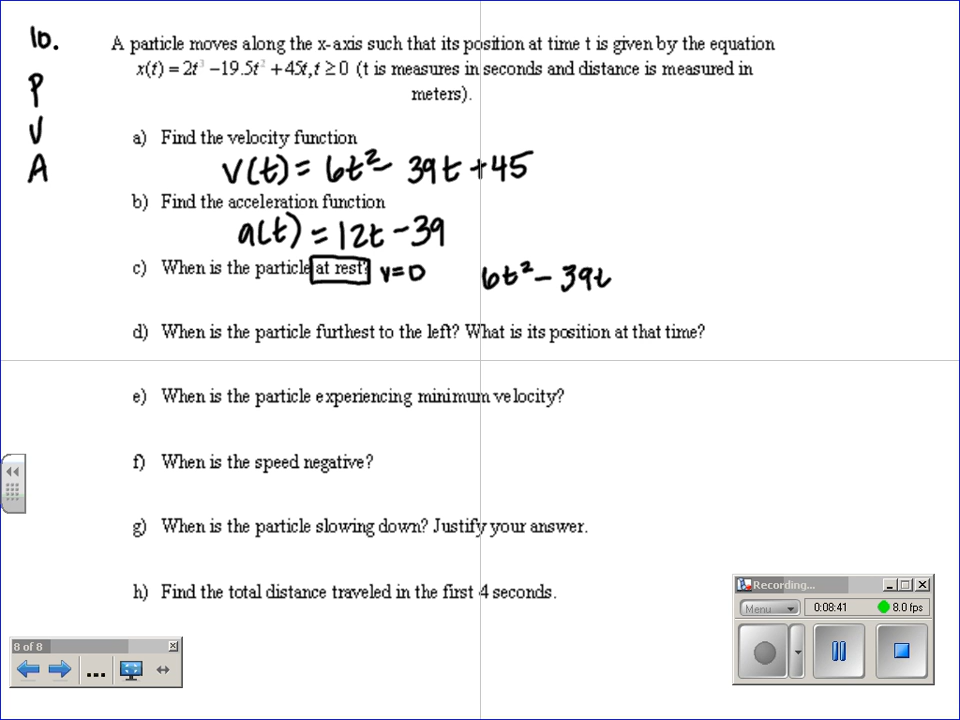 10.
P
V
A
A particle moves along the x-axis such that its position at time t is given by the equation
x(t) = 2t³ −19.5t² +45t, t ≥ 0 (t is measures in seconds and distance is measured in
meters).
a) Find the velocity function
v(t) = 6t² − 39t + 45
b) Find the acceleration function
a(t) = 12t − 39
c) When is the particle at rest? v=0 6t² − 39t
d) When is the particle furthest to the left? What is its position at that time?
e) When is the particle experiencing minimum velocity?
f) When is the speed negative?
g) When is the particle slowing down? Justify your answer.
h) Find the total distance traveled in the first 4 seconds.
Recording...
Menu 0:08:41 8.0 fps
8 of 8